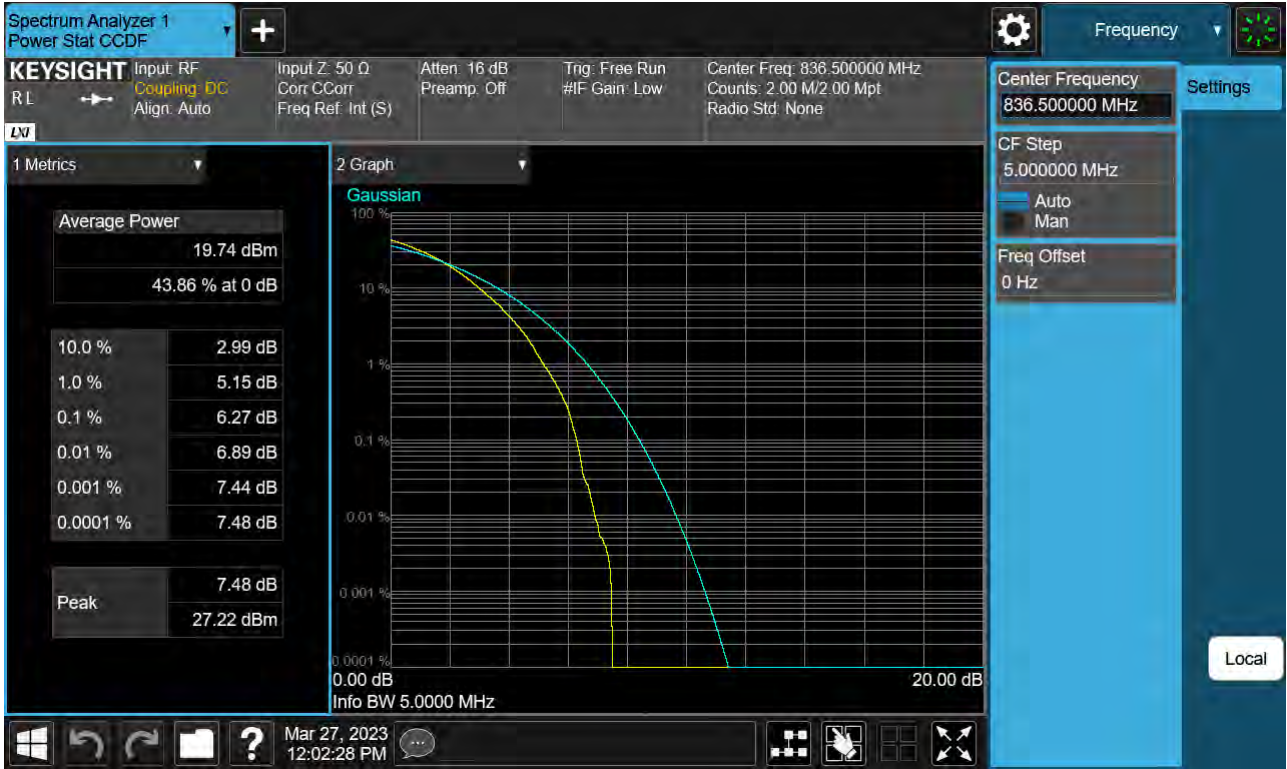 Spectrum Analyzer 1
Power Stat CCDF
+
Frequency
KEYSIGHT
R L
LXI
Input: RF
Coupling: DC
Align: Auto
Input Z: 50 Ω
Corr CCorr
Freq Ref: Int (S)
Atten: 16 dB
Preamp: Off
Trig: Free Run
#IF Gain: Low
Center Freq: 836.500000 MHz
Counts: 2.00 M/2.00 Mpt
Radio Std: None
Center Frequency
836.500000 MHz
Settings
CF Step
5.000000 MHz
Auto
Man
Freq Offset
0 Hz
Local
1 Metrics
Average Power
19.74 dBm
43.86 % at 0 dB
10.0 % 2.99 dB
1.0 % 5.15 dB
0.1 % 6.27 dB
0.01 % 6.89 dB
0.001 % 7.44 dB
0.0001 % 7.48 dB
Peak
7.48 dB
27.22 dBm
2 Graph
Gaussian
100 %
10 %
1 %
0.1 %
0.01 %
0.001 %
0.0001 %
0.00 dB 20.00 dB
Info BW 5.0000 MHz
?
Mar 27, 2023
12:02:28 PM